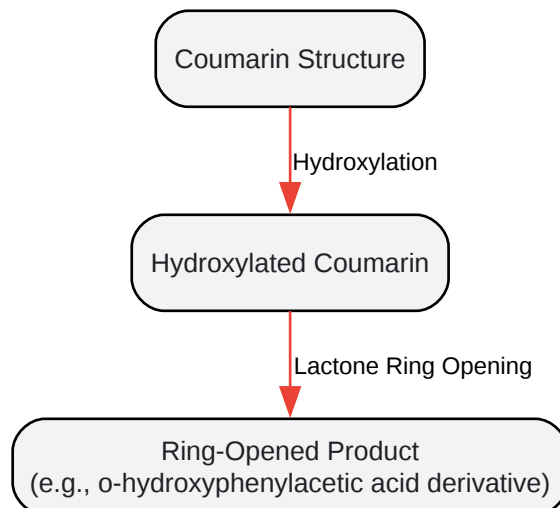 Coumarin Structure
Hydroxylation
Hydroxylated Coumarin
Lactone Ring Opening
Ring-Opened Product
(e.g., o-hydroxyphenylacetic acid derivative)